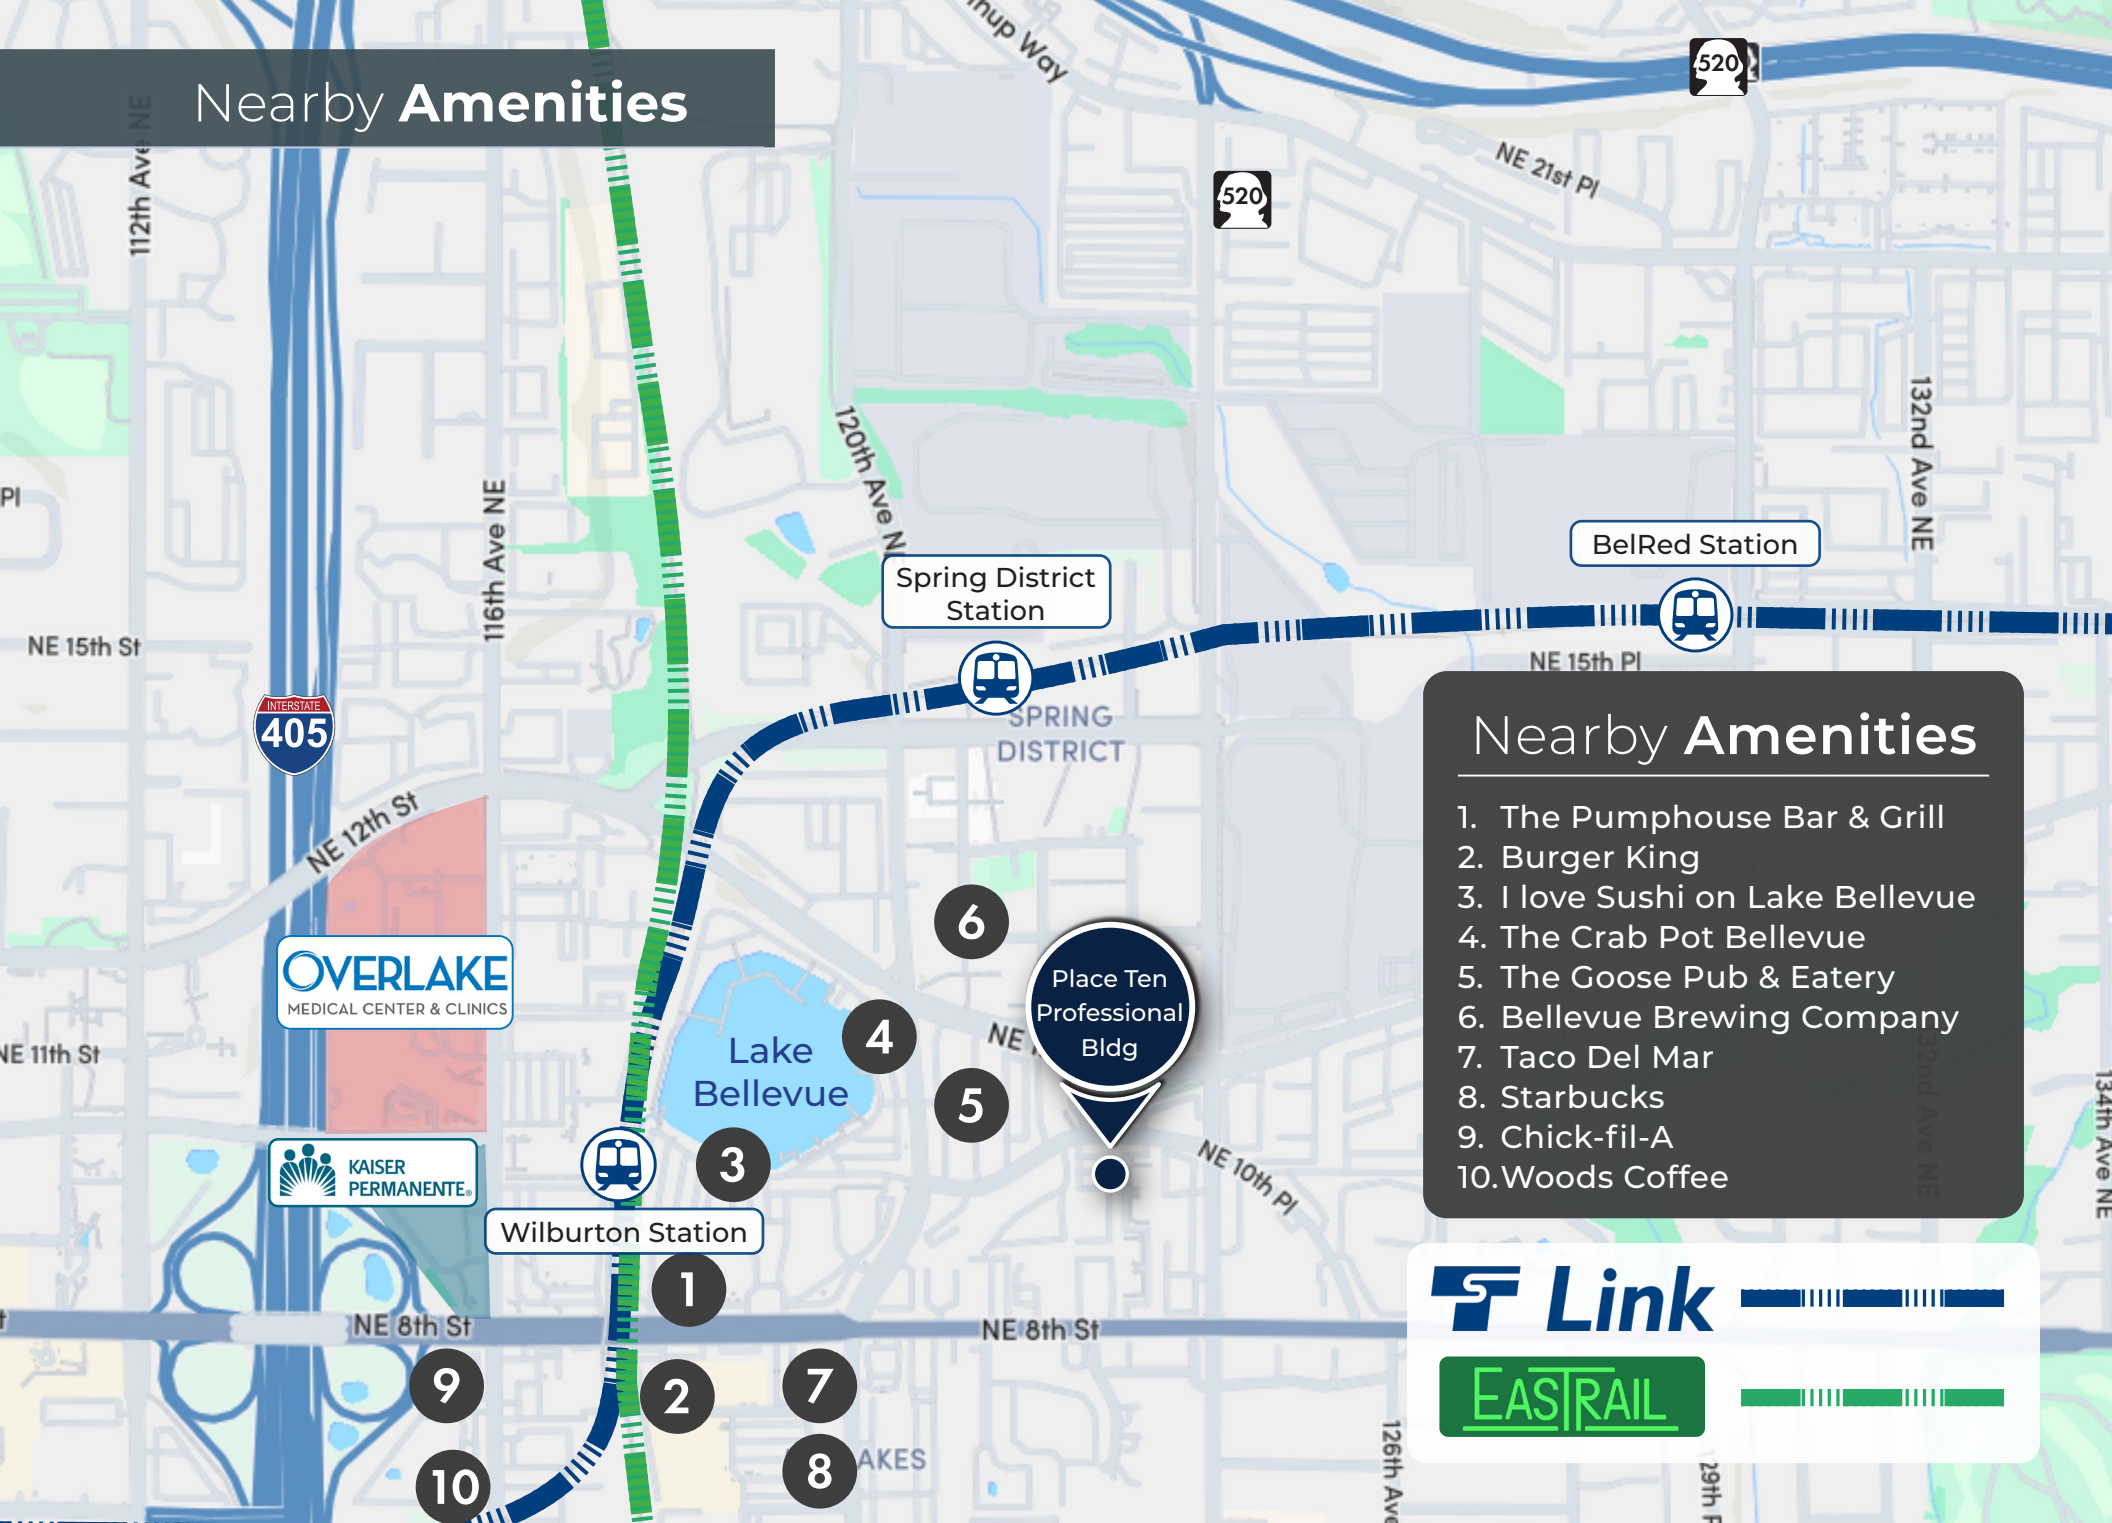 Nearby Amenities
112th Ave NE
520
520
NE 21st Pl
132nd Ave NE
120th Ave
116th Ave NE
Pl
NE 15th St
BelRed Station
Spring District
Station
NE 15th Pl
SPRING
DISTRICT
INTERSTATE
405
NE 12th St
OVERLAKE
MEDICAL CENTER & CLINICS
NE 11th St
Lake
Bellevue
6
4
5
3
NE
Place Ten
Professional
Bldg
KAISER
PERMANENTE®
NE 10th Pl
Wilburton Station
1
NE 8th St
NE 8th St
9
2
7
10
8
AKES
126th Ave
134th Ave NE
Nearby Amenities
1. The Pumphouse Bar & Grill
2. Burger King
3. I love Sushi on Lake Bellevue
4. The Crab Pot Bellevue
5. The Goose Pub & Eatery
6. Bellevue Brewing Company
7. Taco Del Mar
8. Starbucks
9. Chick-fil-A
10.Woods Coffee
T Link
EASTRAIL